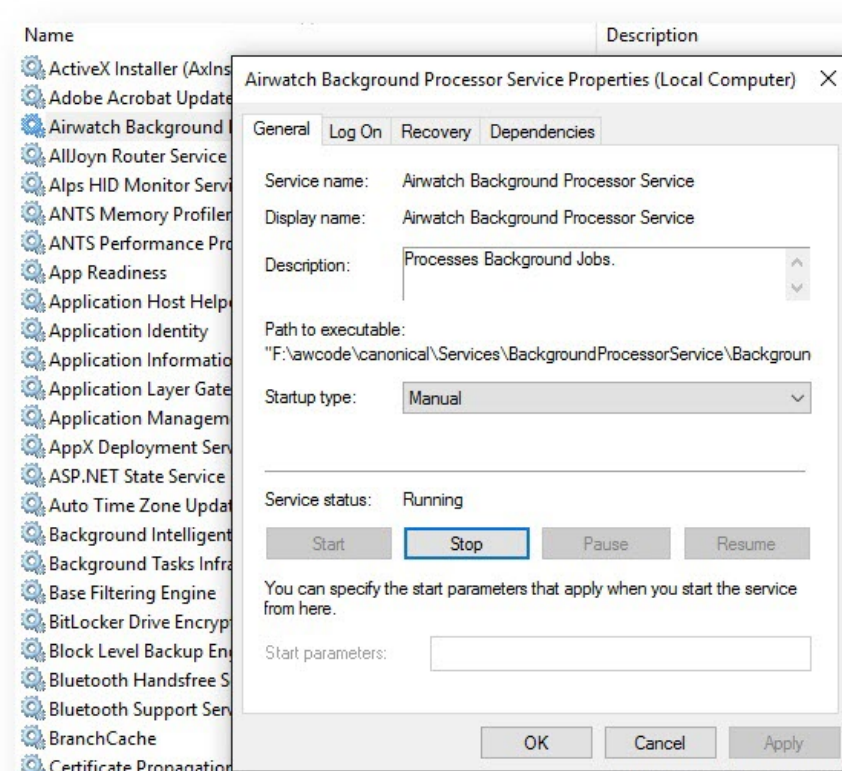 Name
Description
ActiveX Installer (AxIns
Adobe Acrobat Update
Airwatch Background
AllJoyn Router Service
Alps HID Monitor Servi
ANTS Memory Profiler
ANTS Performance Pro
App Readiness
Application Host Helpe
Application Identity
Application Informatio
Application Layer Gate
Application Managem
AppX Deployment Serv
ASP.NET State Service
Auto Time Zone Updat
Background Intelligent
Background Tasks Infra
Base Filtering Engine
BitLocker Drive Encryp
Block Level Backup Eng
Bluetooth Handsfree S
Bluetooth Support Serv
BranchCache
Certificate Propagation
Airwatch Background Processor Service Properties (Local Computer)
General Log On Recovery Dependencies
Service name: Airwatch Background Processor Service
Display name: Airwatch Background Processor Service
Description: Processes Background Jobs.
Path to executable:
"F:\awcode\canonical\Services\BackgroundProcessorService\Backgroun
Startup type: Manual
Service status: Running
Start Stop Pause Resume
You can specify the start parameters that apply when you start the service
from here.
Start parameters:
OK Cancel Apply